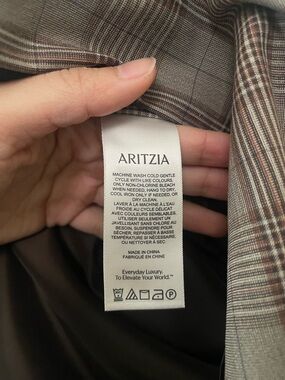 ARITZIA
MACHINE WASH COLD GENTLE
CYCLE WITH LIKE COLOURS,
ONLY NON-CHLORINE BLEACH
WHEN NEEDED, HANG TO DRY,
COOL IRON ONLY IF NEEDED, OR
DRY CLEAN.
LAVER À LA MACHINE À L'EAU
FROIDE AU CYCLE DÉLICAT
AVEC COULEURS SEMBLABLES.
UTILISER SEULEMENT UN
JAVELLISANT SANS CHLORE AU
BESOIN, SUSPENDRE POUR
SÉCHER, REPASSER À BASSE
TEMPÉRATURE SI NÉCESSAIRE,
OU NETTOYER À SEC
MADE IN CHINA
FABRIQUÉ EN CHINE
Everyday Luxury.
To Elevate Your World.™
P